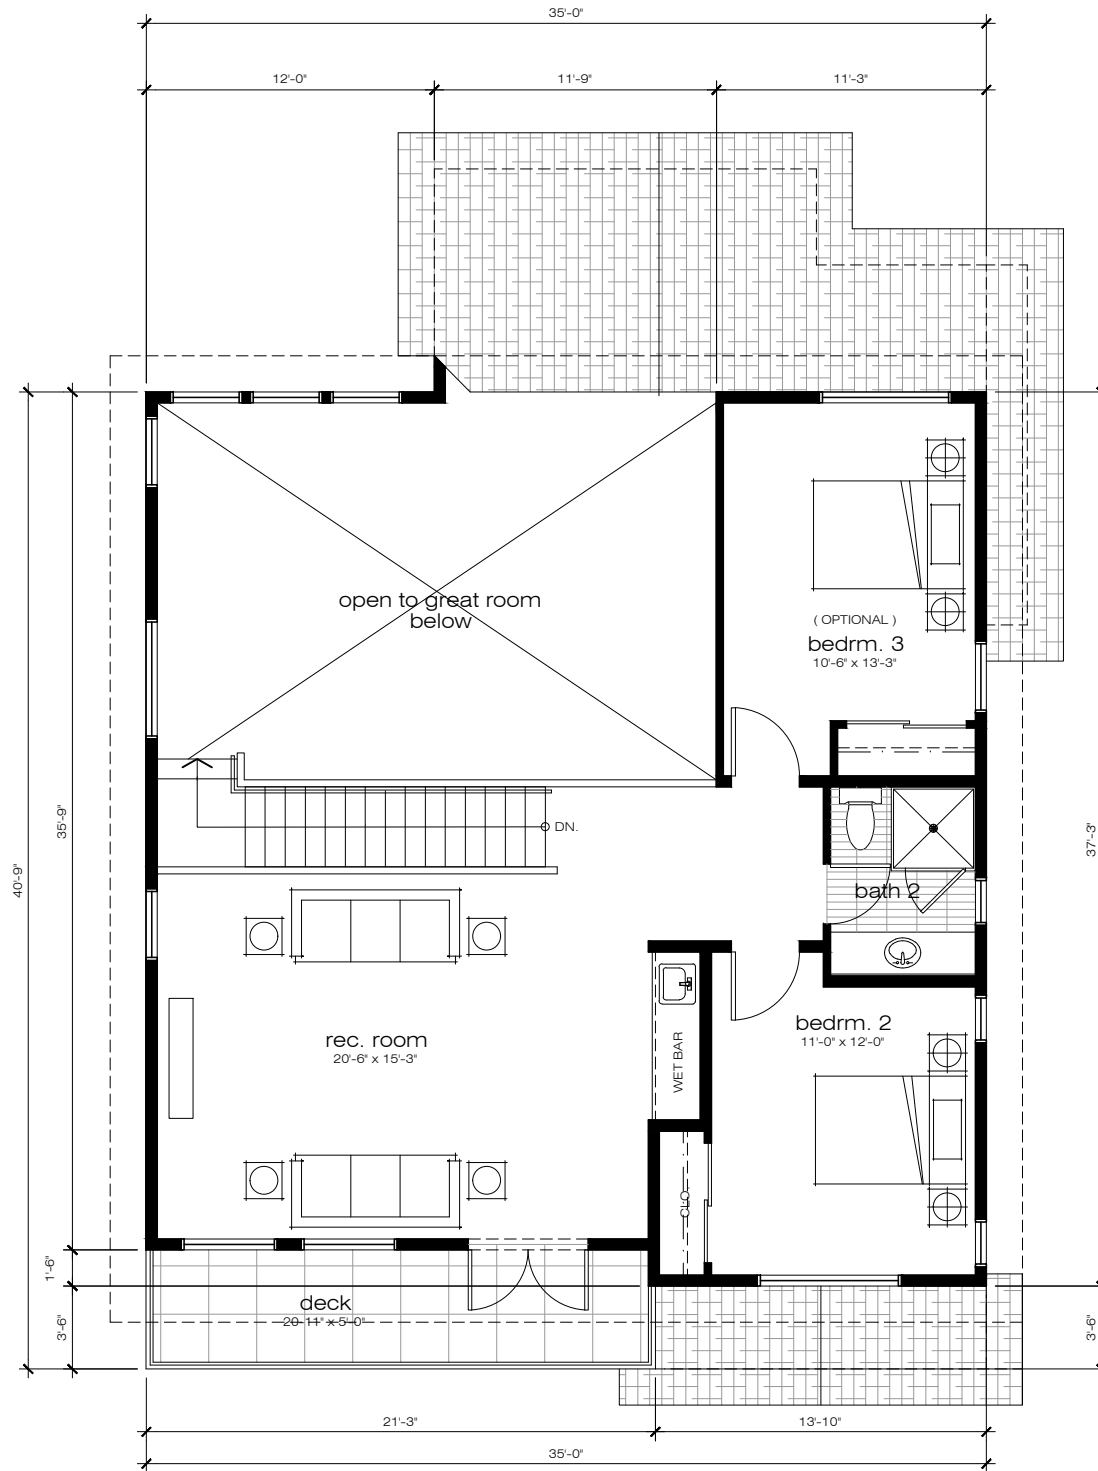 35'-0"
12'-0"
11'-9"
11'-3"
open to great room
below
( OPTIONAL )
bedrm. 3
10'-6" x 13'-3"
DN.
35'-9"
40'-9"
37'-3"
bath 2
rec. room
20'-6" x 15'-3"
WET BAR
bedrm. 2
11'-0" x 12'-0"
CLO.
1'-6"
3'-6"
deck
20-11" x 5'-0"
3'-6"
21'-3"
13'-10"
35'-0"